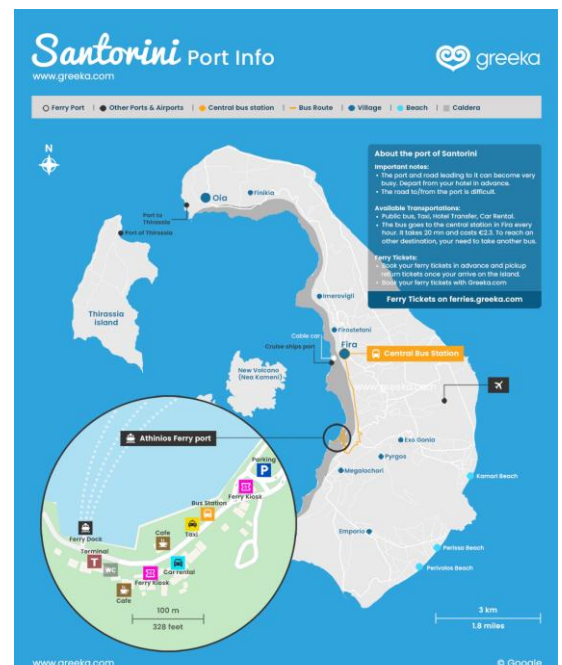 Santorini Port Info
www.greeka.com
greeka
Ferry Port | Other Ports & Airports | Central bus station | Bus Route | Village | Beach | Caldera
N
About the port of Santorini
Important notes:
• The port and road leading to it can become very
busy. Depart from your hotel in advance.
• The road to/from the port is difficult.
Available Transportations:
• Public bus, Taxi, Hotel Transfer, Car Rental.
• The bus goes to the central station in Fira every
hour. It takes 20 mn and costs €2.3. To reach an
other destination, your need to take another bus.
Ferry Tickets:
• Book your ferry tickets in advance and pickup
return tickets once your arrive on the island.
• Book your ferry tickets with Greeka.com
Ferry Tickets on ferries.greeka.com
Oia
Finikia
Port to
Thirassia
Port of Thirassia
Thirassia
island
Imerovigli
Firostefani
Cable car
Cruise ships port
Fira
Central Bus Station
New Volcano
(Nea Kameni)
www.greeka.com
Athinios Ferry port
Exo Gonia
Pyrgos
Megalochori
Kamari Beach
Emporio
Perissa Beach
Perivolos Beach
Parking
P
Ferry Kiosk
Bus Station
Taxi
Cafe
Ferry Dock
Terminal
T
WC
Car rental
Ferry Kiosk
Cafe
100 m
328 feet
3 km
1.8 miles
www.greeka.com
© Google